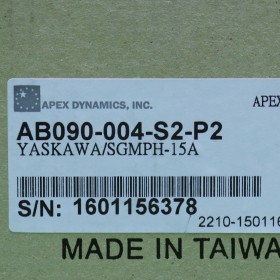 APEX DYNAMICS, INC. APEX
AB090-004-S2-P2
YASKAWA/SGMPH-15A
S/N: 1601156378
2210-150116
MADE IN TAIWA